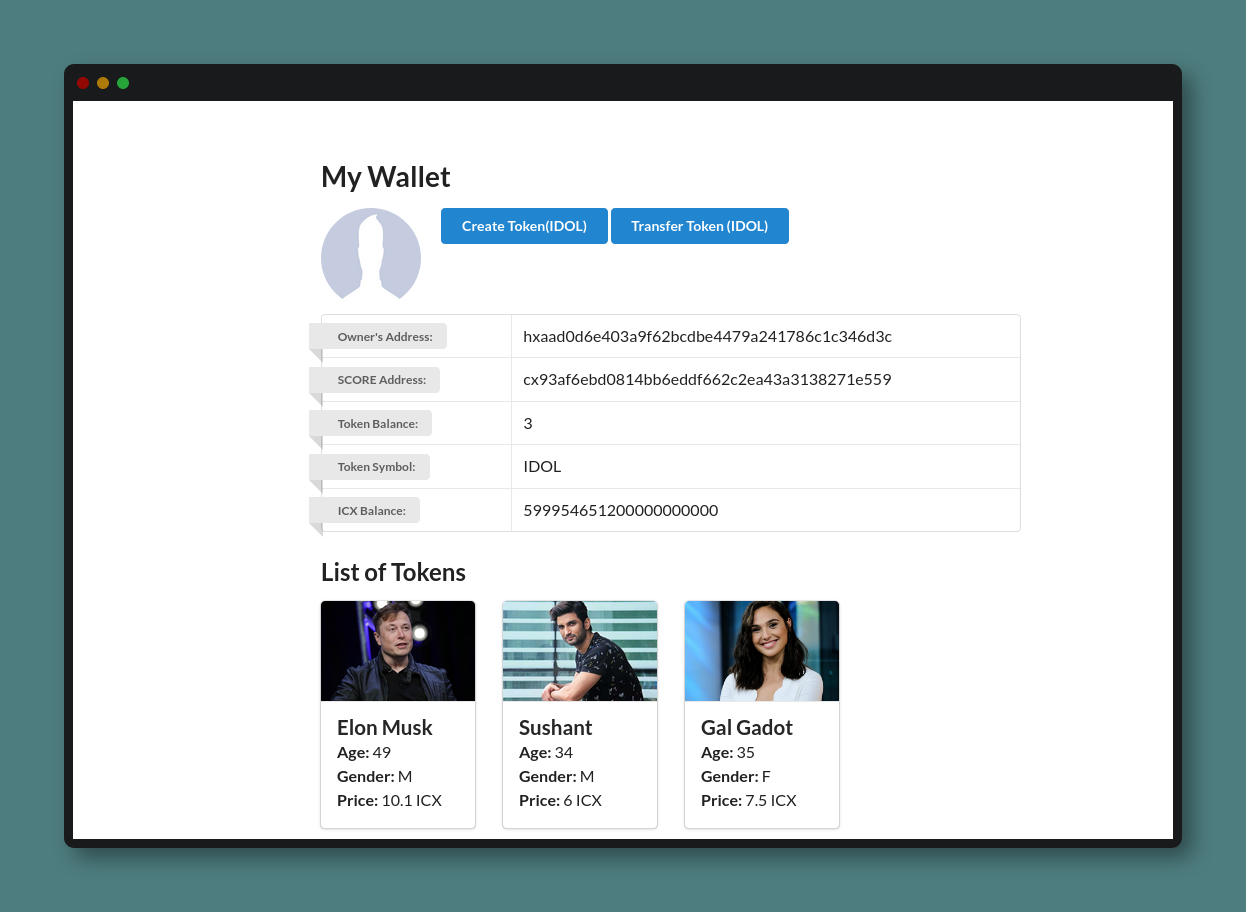 My Wallet
Create Token(IDOL) Transfer Token (IDOL)
Owner's Address: hxaad0d6e403a9f62bcdbe4479a241786c1c346d3c
SCORE Address: cx93af6ebd0814bb6eddf662c2ea43a3138271e559
Token Balance: 3
Token Symbol: IDOL
ICX Balance: 599954651200000000000
List of Tokens
Elon Musk
Age: 49
Gender: M
Price: 10.1 ICX
Sushant
Age: 34
Gender: M
Price: 6 ICX
Gal Gadot
Age: 35
Gender: F
Price: 7.5 ICX